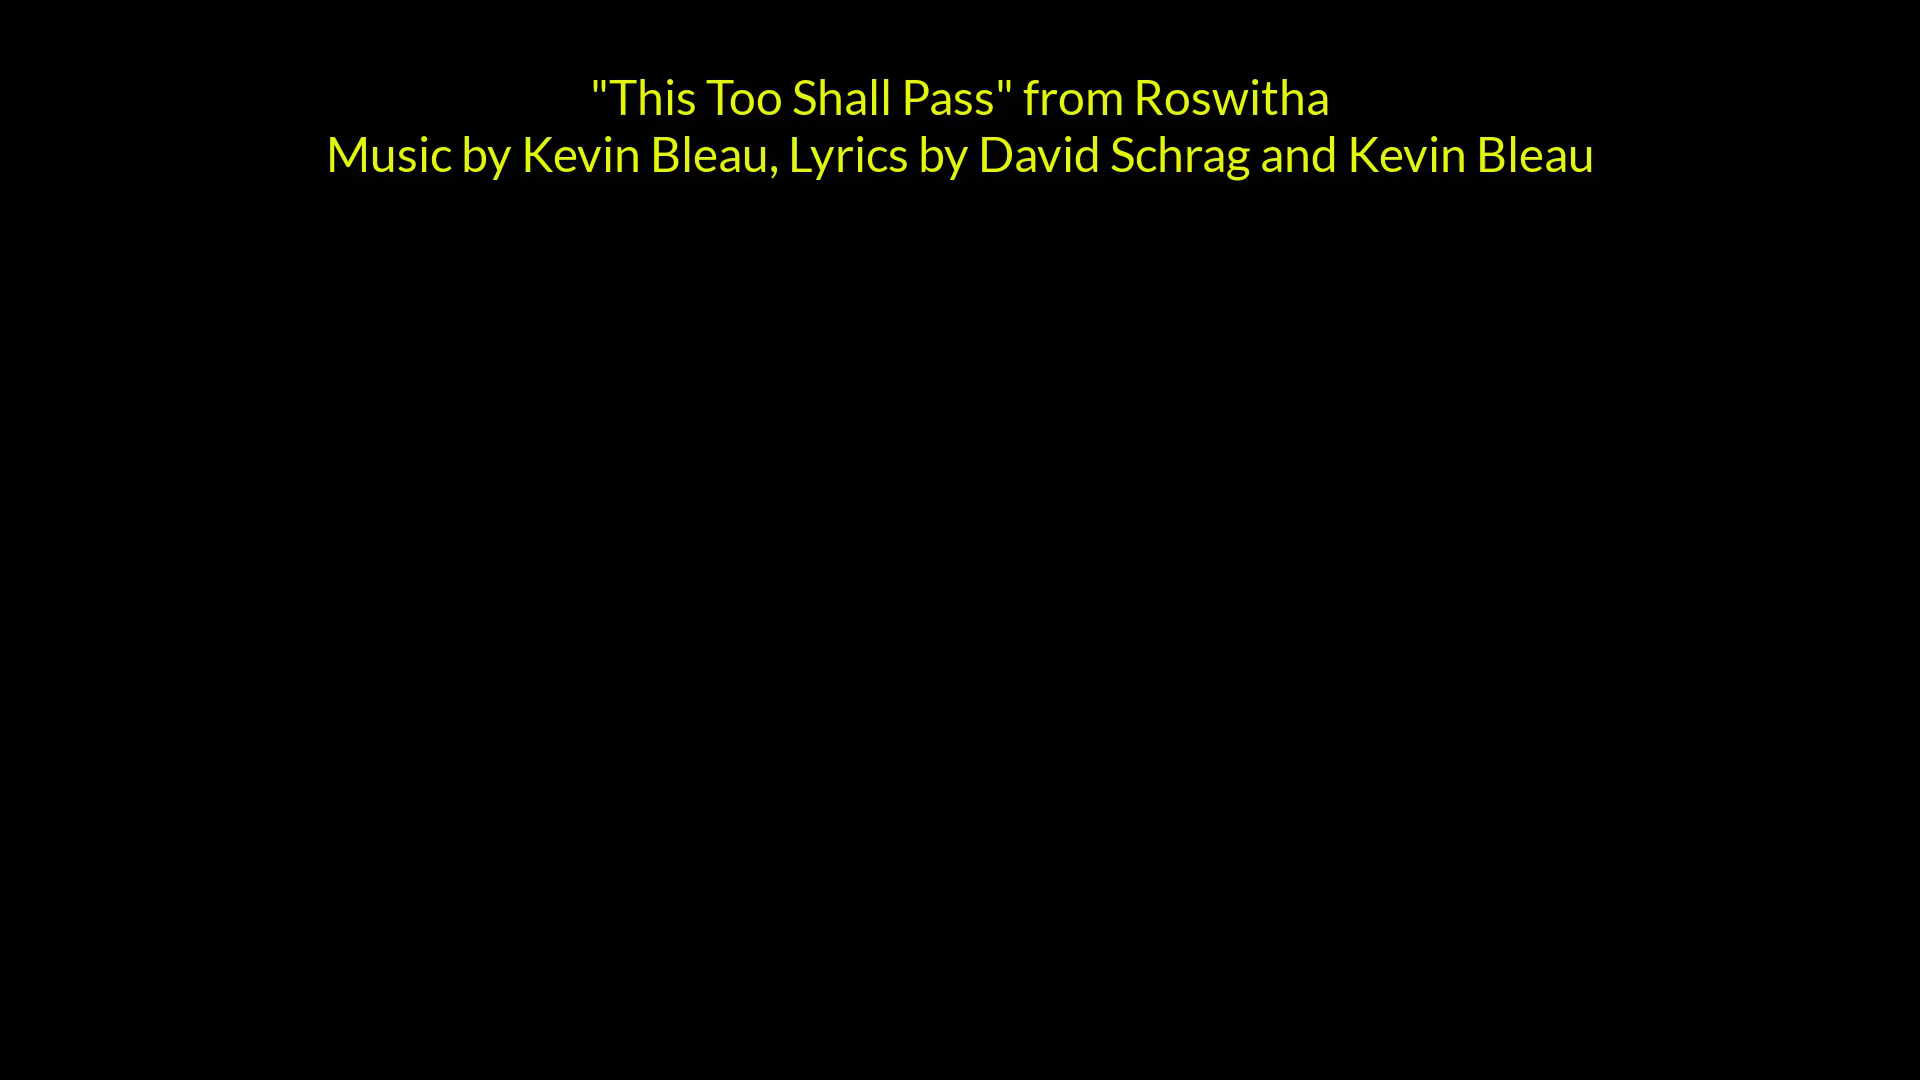 "This Too Shall Pass" from Roswitha
Music by Kevin Bleau, Lyrics by David Schrag and Kevin Bleau